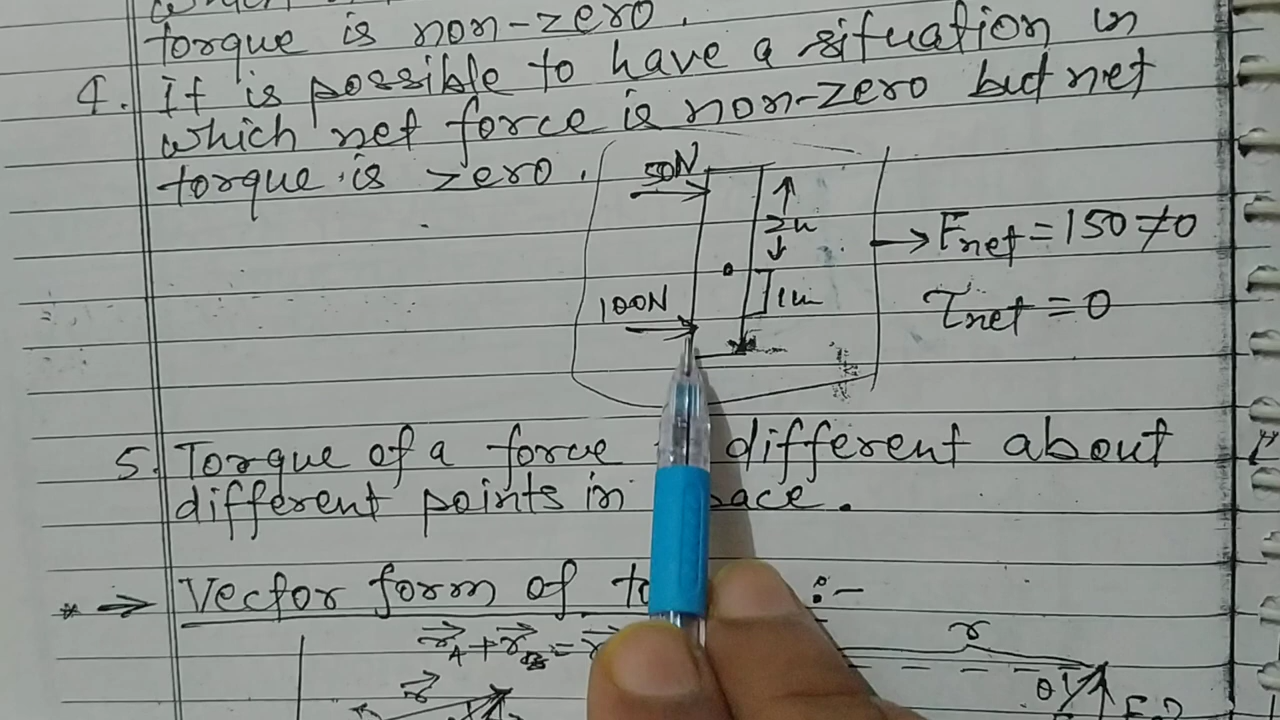 torque is non-zero.
4. It is possible to have a situation in
which net force is non-zero but net
torque is zero.
50N
2m
100N
1m
→ Fnet = 150 ≠ 0
τnet = 0
5. Torque of a force different about
different points in
* ⇒ Vector form of :-
r
θ